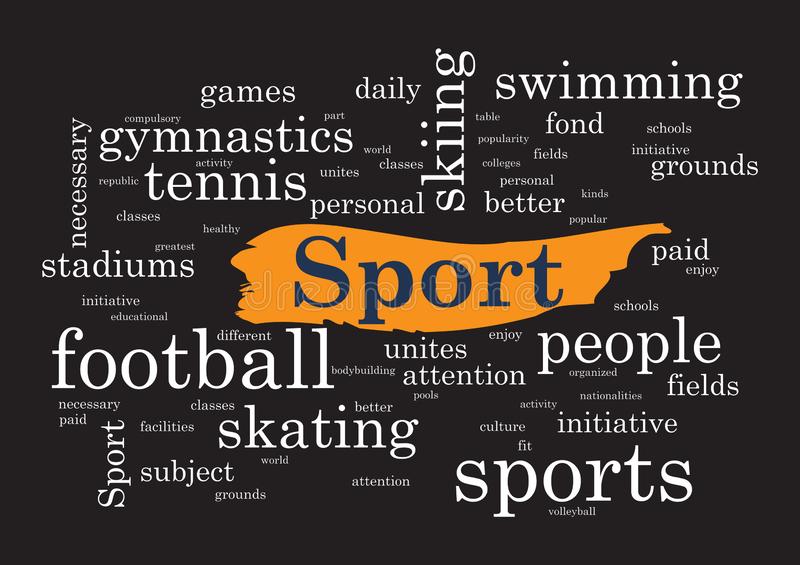 skiing
swimming
games
daily
compulsory
part
table
fond
schools
gymnastics
world
popularity
necessary
activity
classes
colleges
fields
initiative
grounds
republic
tennis
unites
personal
kinds
classes
personal
better
popular
healthy
greatest
Sport
paid
stadiums
enjoy
initiative
schools
educational
different
enjoy
football
unites
people
bodybuilding
attention
organized
fields
pools
nationalities
necessary
classes
better
activity
paid
facilities
skating
culture
initiative
Sport
subject
world
fit
sports
grounds
attention
volleyball
dreamstime